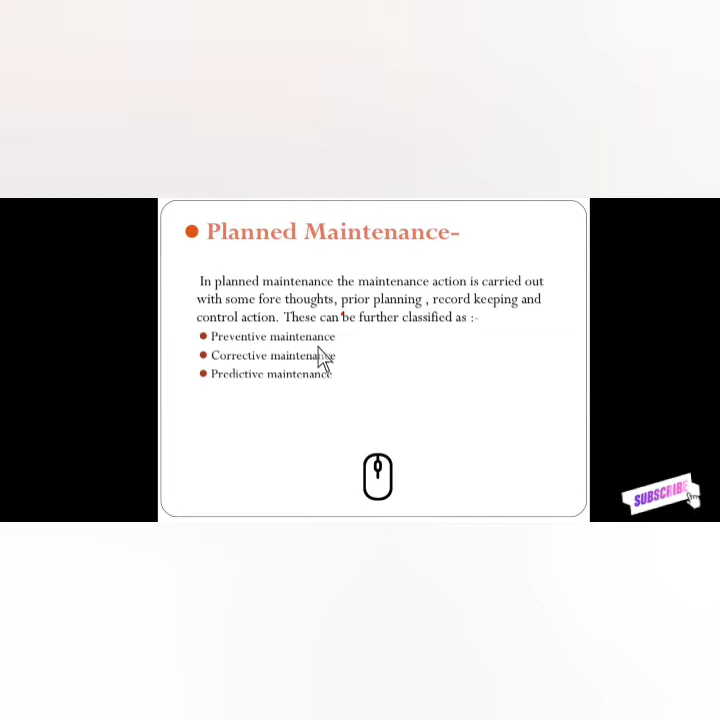 Planned Maintenance-
In planned maintenance the maintenance action is carried out
with some fore thoughts, prior planning , record keeping and
control action. These can be further classified as :-
Preventive maintenance
Corrective maintenance
Predictive maintenance
SUBSCRIBE